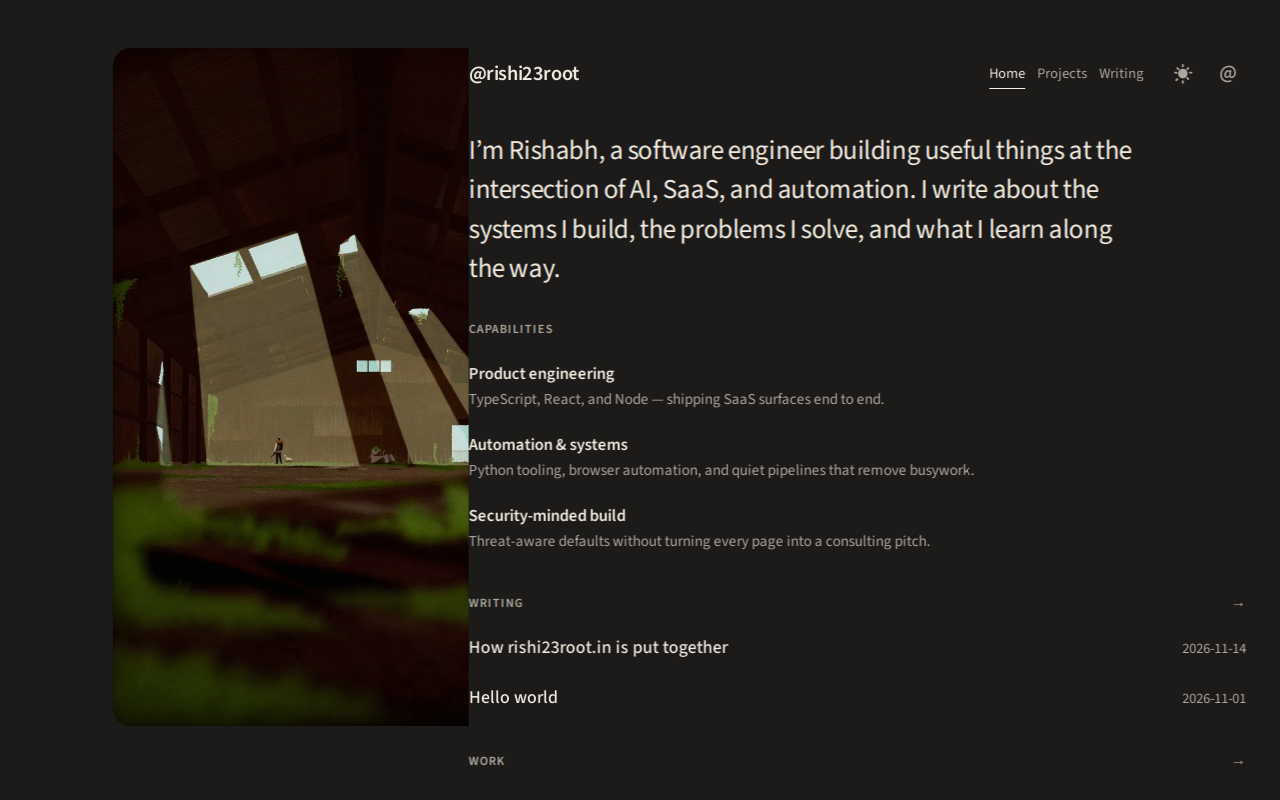 @rishi23root
Home Projects Writing @
I’m Rishabh, a software engineer building useful things at the
intersection of AI, SaaS, and automation. I write about the
systems I build, the problems I solve, and what I learn along
the way.
CAPABILITIES
Product engineering
TypeScript, React, and Node — shipping SaaS surfaces end to end.
Automation & systems
Python tooling, browser automation, and quiet pipelines that remove busywork.
Security-minded build
Threat-aware defaults without turning every page into a consulting pitch.
WRITING →
How rishi23root.in is put together 2026-11-14
Hello world 2026-11-01
WORK →